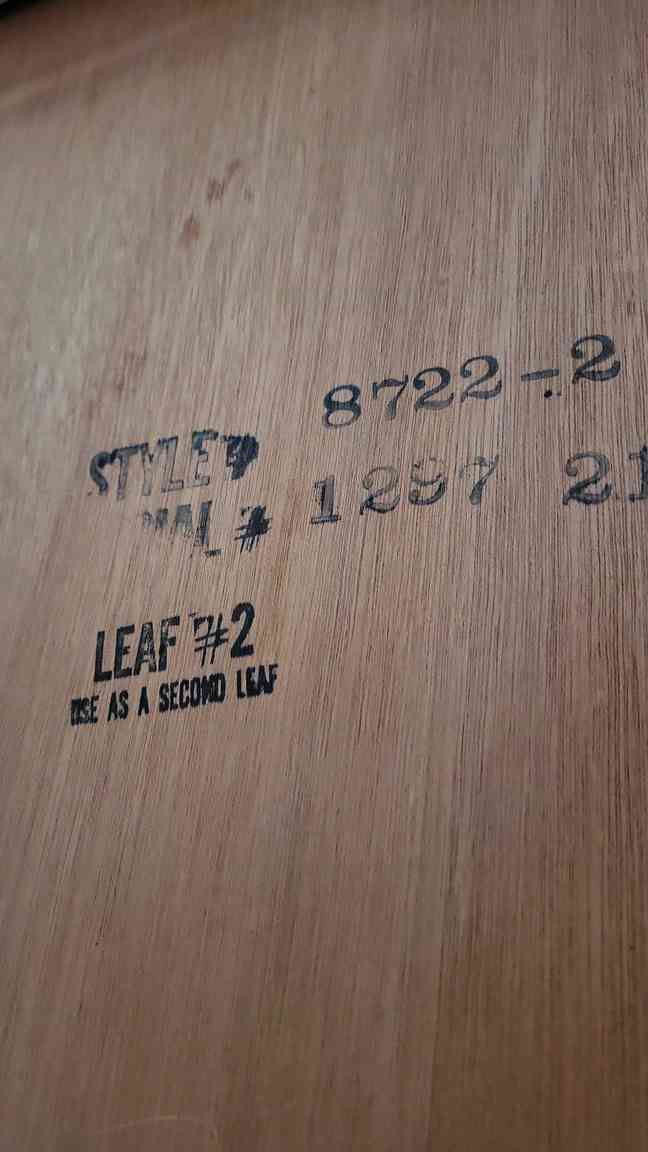 STYLE# 8722-2
# 1297 21
LEAF #2
USE AS A SECOND LEAF